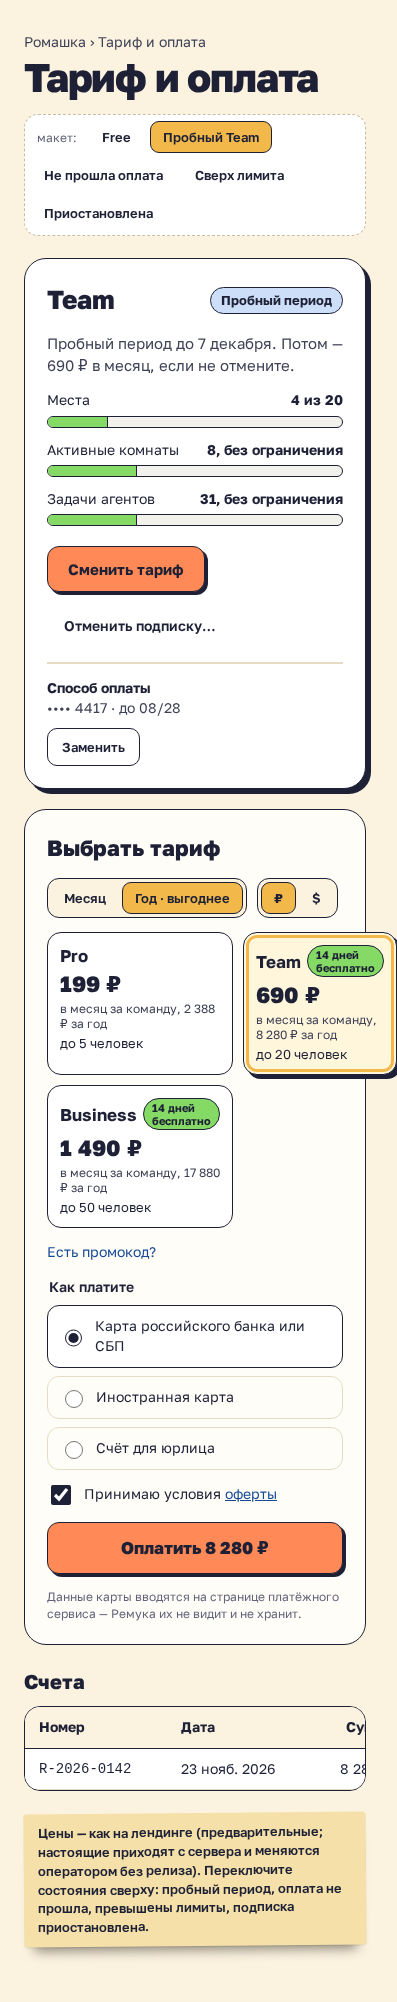 Ромашка › Тариф и оплата
Тариф и оплата
макет: Free Пробный Team
Не прошла оплата Сверх лимита
Приостановлена
Team Пробный период
Пробный период до 7 декабря. Потом —
690 ₽ в месяц, если не отмените.
Места 4 из 20
Активные комнаты 8, без ограничения
Задачи агентов 31, без ограничения
Сменить тариф
Отменить подписку…
Способ оплаты
•••• 4417 · до 08/28
Заменить
Выбрать тариф
Месяц Год · выгоднее ₽ $
Pro
199 ₽
в месяц за команду, 2 388
₽ за год
до 5 человек
Team 14 дней
бесплатно
690 ₽
в месяц за команду,
8 280 ₽ за год
до 20 человек
Business 14 дней
бесплатно
1 490 ₽
в месяц за команду, 17 880
₽ за год
до 50 человек
Есть промокод?
Как платите
Карта российского банка или
СБП
Иностранная карта
Счёт для юрлица
Принимаю условия оферты
Оплатить 8 280 ₽
Данные карты вводятся на странице платёжного
сервиса — Ремука их не видит и не хранит.
Счета
Номер Дата
R-2026-0142 23 нояб. 2026
Цены — как на лендинге (предварительные;
настоящие приходят с сервера и меняются
оператором без релиза). Переключите
состояния сверху: пробный период, оплата не
прошла, превышены лимиты, подписка
приостановлена.